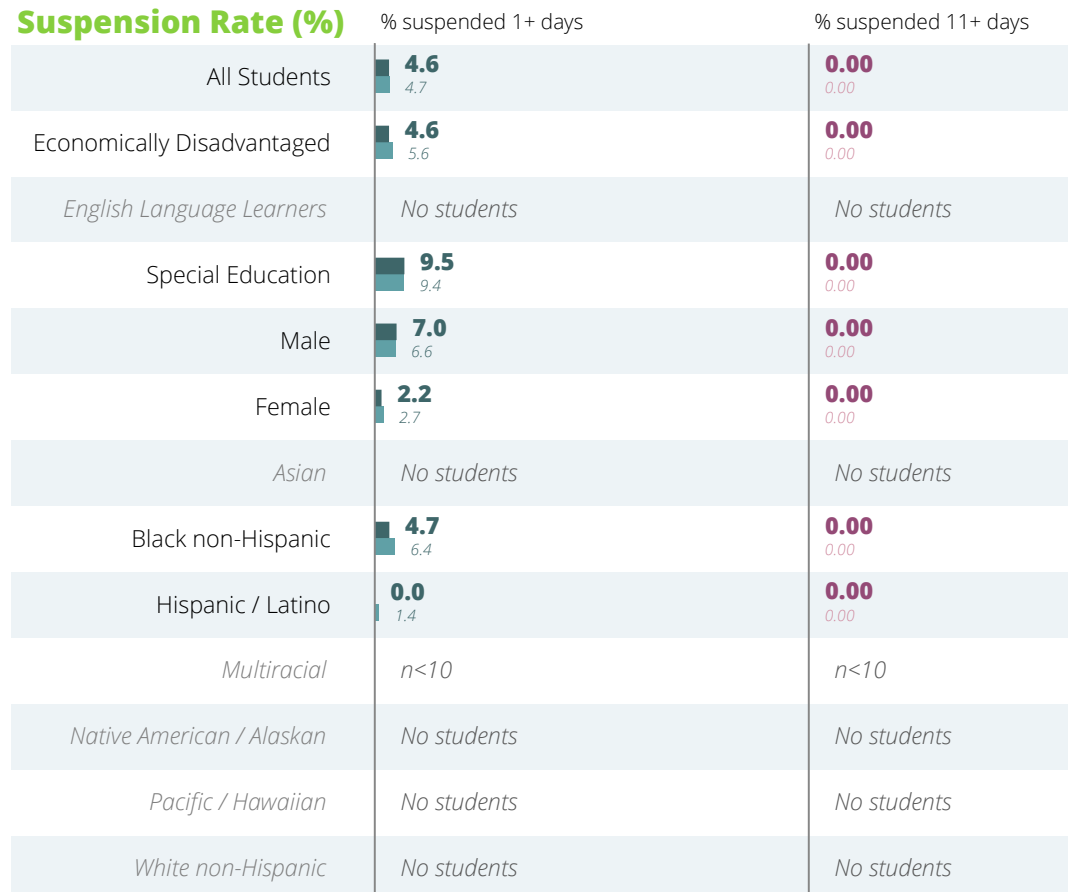 Suspension Rate (%) % suspended 1+ days % suspended 11+ days
All Students 4.6 0.00
4.7 0.00
Economically Disadvantaged 4.6 0.00
5.6 0.00
English Language Learners No students No students
Special Education 9.5 0.00
9.4 0.00
Male 7.0 0.00
6.6 0.00
Female 2.2 0.00
2.7 0.00
Asian No students No students
Black non-Hispanic 4.7 0.00
6.4 0.00
Hispanic / Latino 0.0 0.00
1.4 0.00
Multiracial n<10 n<10
Native American / Alaskan No students No students
Pacific / Hawaiian No students No students
White non-Hispanic No students No students